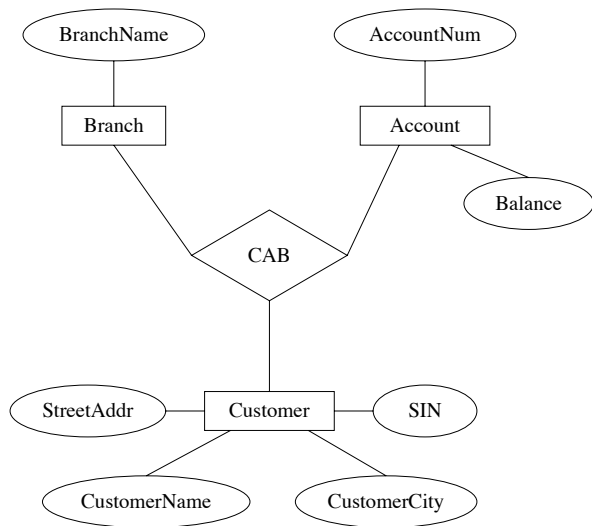 BranchName
AccountNum
Branch
Account
Balance
CAB
StreetAddr
Customer
SIN
CustomerName
CustomerCity